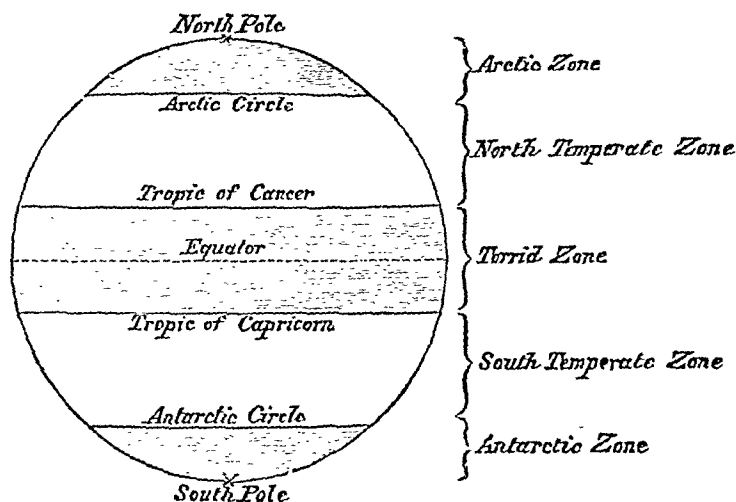 North Pole
Arctic Zone
Arctic Circle
North Temperate Zone
Tropic of Cancer
Equator
Torrid Zone
Tropic of Capricorn
South Temperate Zone
Antarctic Circle
Antarctic Zone
South Pole